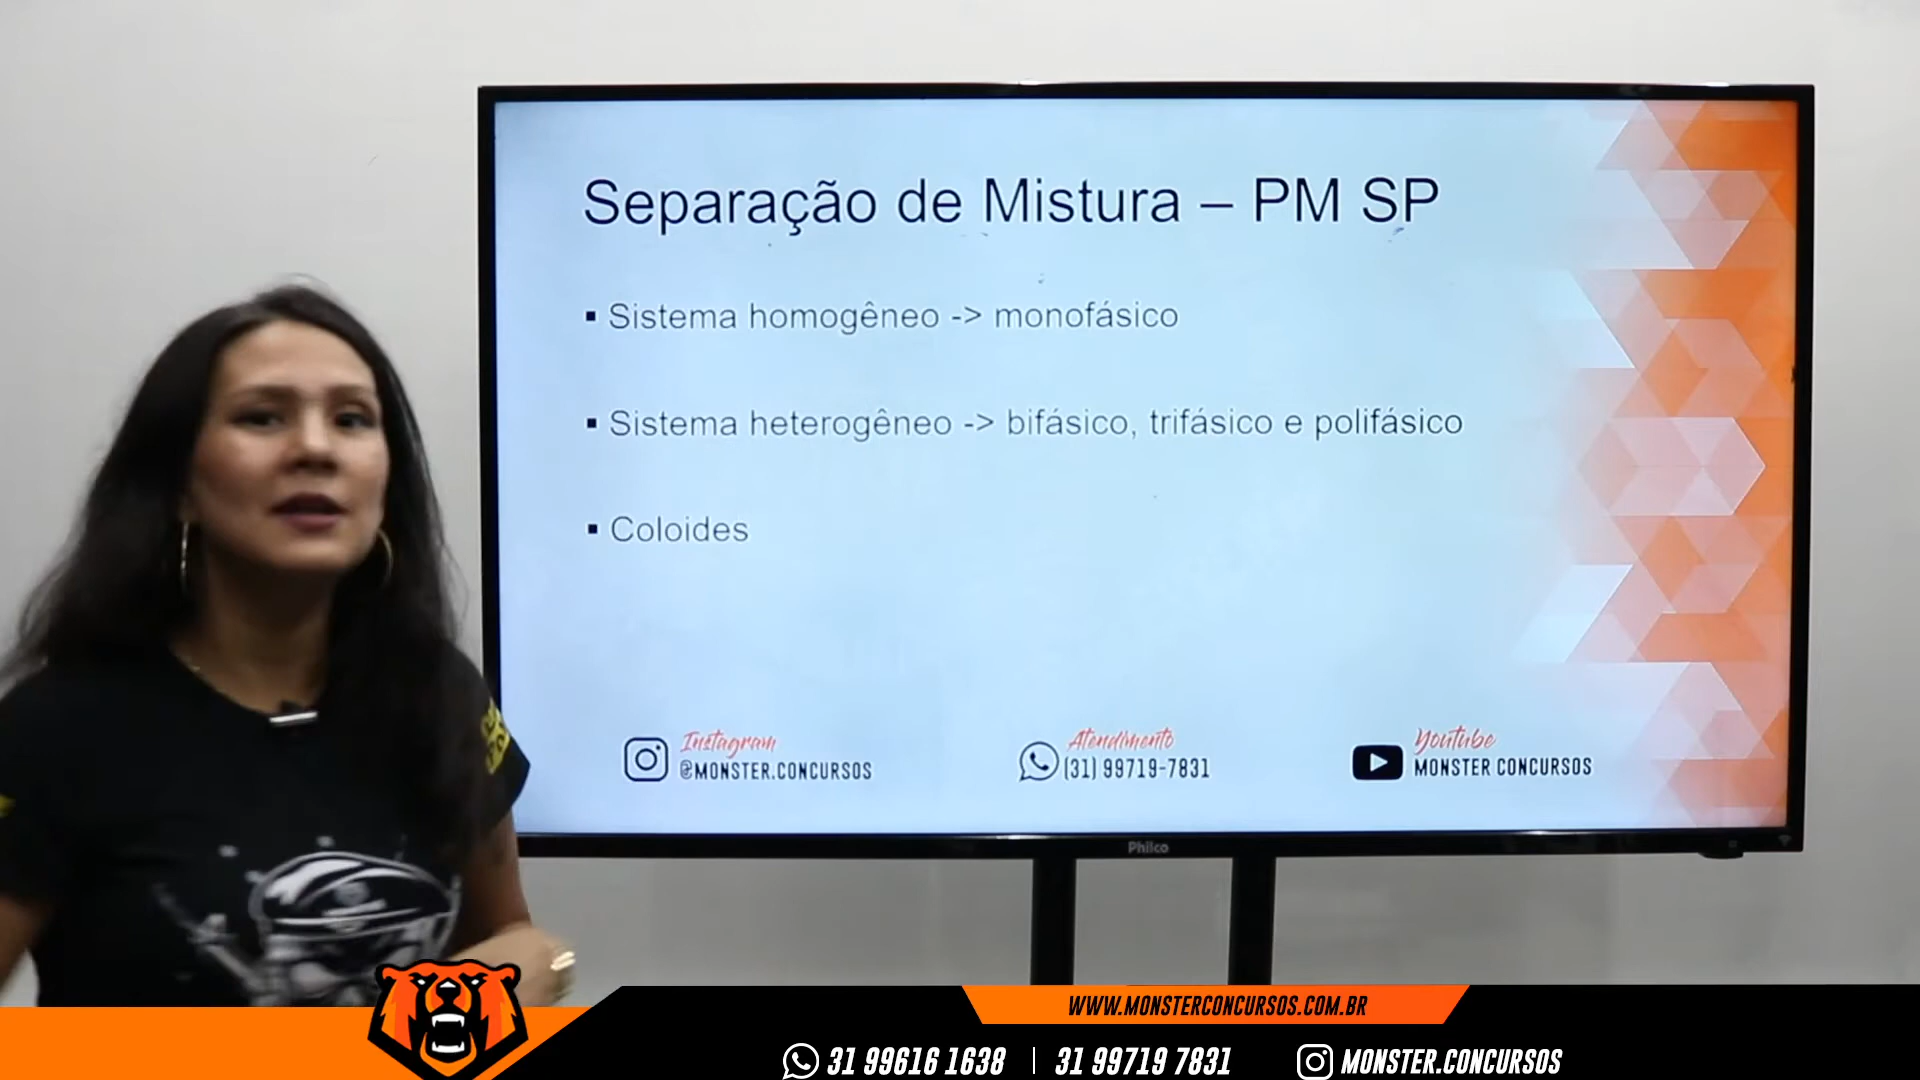 Separação de Mistura – PM SP
▪ Sistema homogêneo -> monofásico
▪ Sistema heterogêneo -> bifásico, trifásico e polifásico
▪ Coloides
Instagram
@MONSTER.CONCURSOS
Atendimento
(31) 99719-7831
Youtube
MONSTER CONCURSOS
Philco
WWW.MONSTERCONCURSOS.COM.BR
31 99616 1638 | 31 99719 7831 MONSTER.CONCURSOS